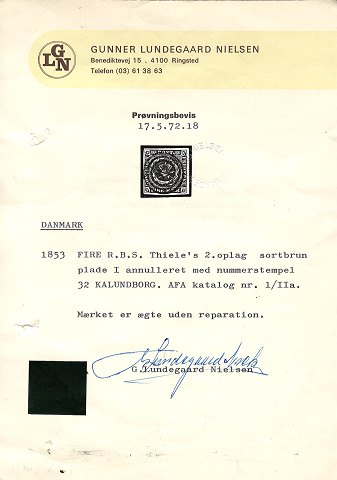 GLN
GUNNER LUNDEGAARD NIELSEN
Benediktevej 15 . 4100 Ringsted
Telefon (03) 61 38 63
Prøvningsbevis
17.5.72.18
NIELSEN
DANMARK
1853 FIRE R.B.S. Thiele's 2.oplag sortbrun
plade I annulleret med nummerstempel
32 KALUNDBORG. AFA katalog nr. 1/IIa.
Mærket er ægte uden reparation.
G.Lundegaard Nielsen